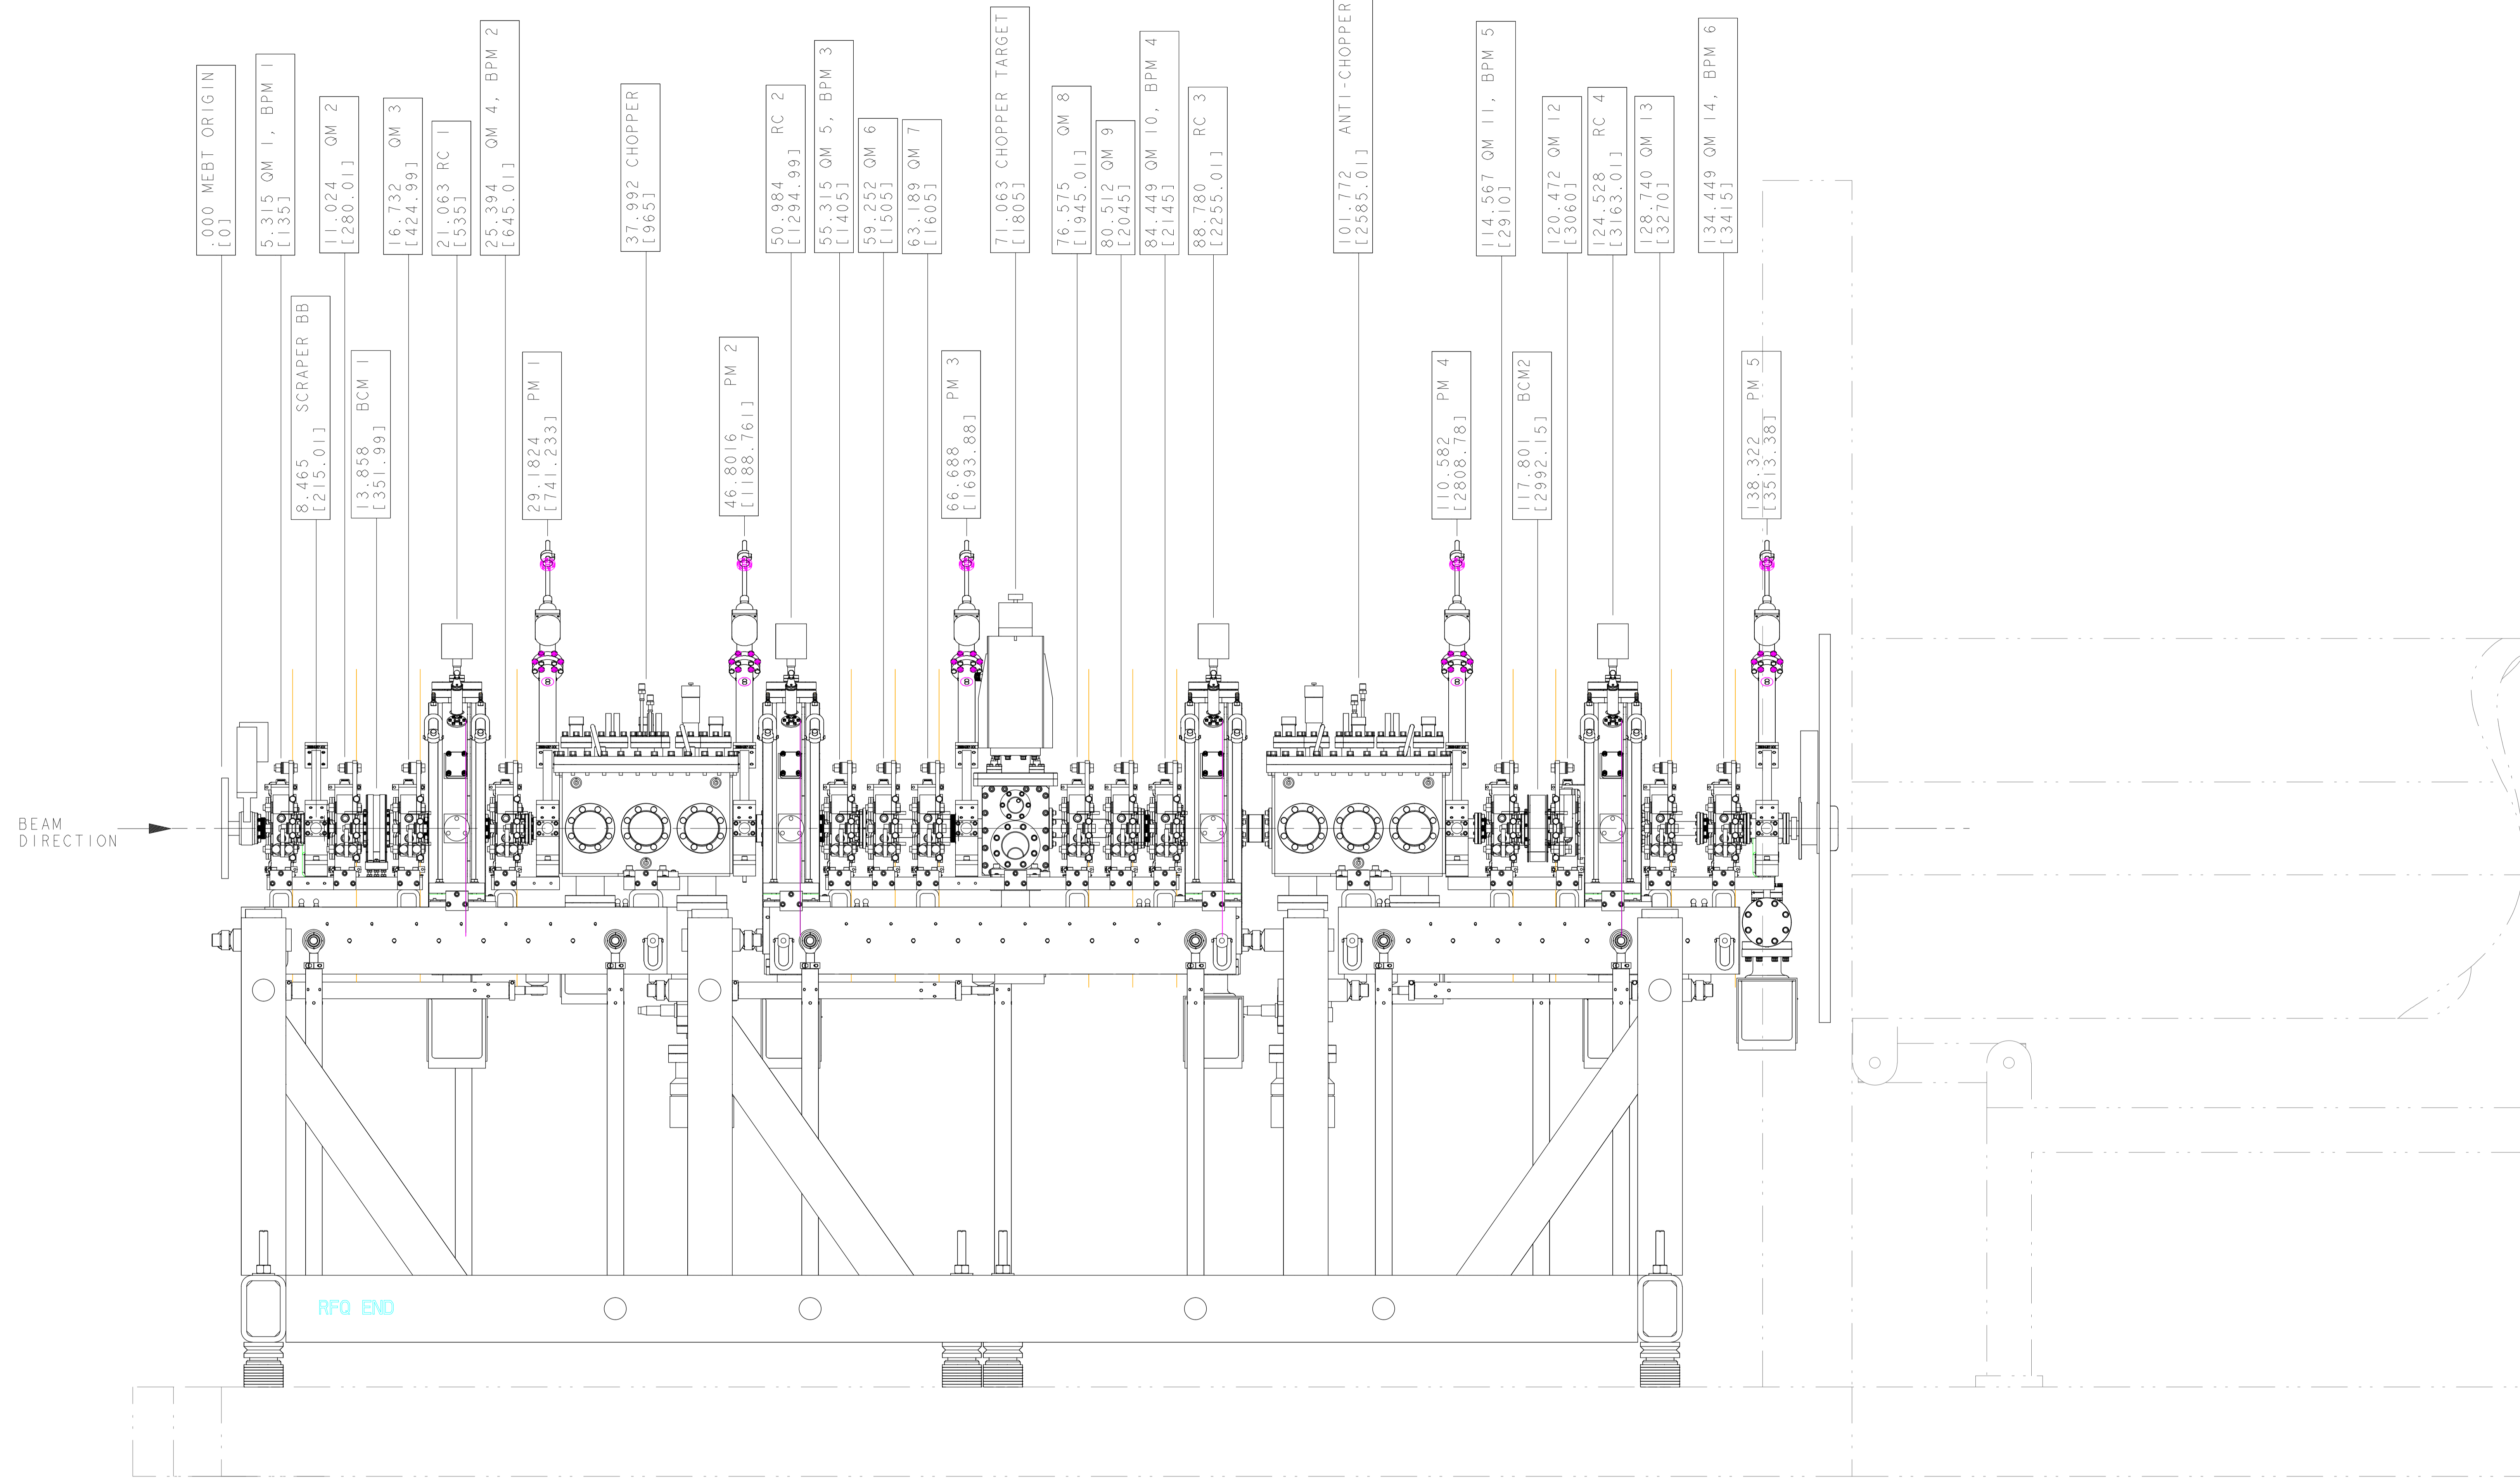 .000 MEBT ORIGIN
[0]
5.315 QM 1, BPM 1
[135]
11.024 QM 2
[280.01]
16.732 QM 3
[424.99]
21.063 RC 1
[535]
25.394 QM 4, BPM 2
[645.01]
37.992 CHOPPER
[965]
50.984 RC 2
[1294.99]
55.315 QM 5, BPM 3
[1405]
59.252 QM 6
[1505]
63.189 QM 7
[1605]
71.063 CHOPPER TARGET
[1805]
76.575 QM 8
[1945.01]
80.512 QM 9
[2045]
84.449 QM 10, BPM 4
[2145]
88.780 RC 3
[2255.01]
101.772 ANTI-CHOPPER
[2585.01]
114.567 QM 11, BPM 5
[2910]
120.472 QM 12
[3060]
124.528 RC 4
[3163.01]
128.740 QM 13
[3270]
134.449 QM 14, BPM 6
[3415]
8.465 SCRAPER BB
[215.01]
13.858 BCM 1
[351.99]
29.1824 PM 1
[741.233]
46.8016 PM 2
[1188.761]
66.688 PM 3
[1693.88]
110.582 PM 4
[2808.78]
117.801 BCM2
[2992.15]
138.322 PM 5
[3513.38]
BEAM
DIRECTION
RFQ END